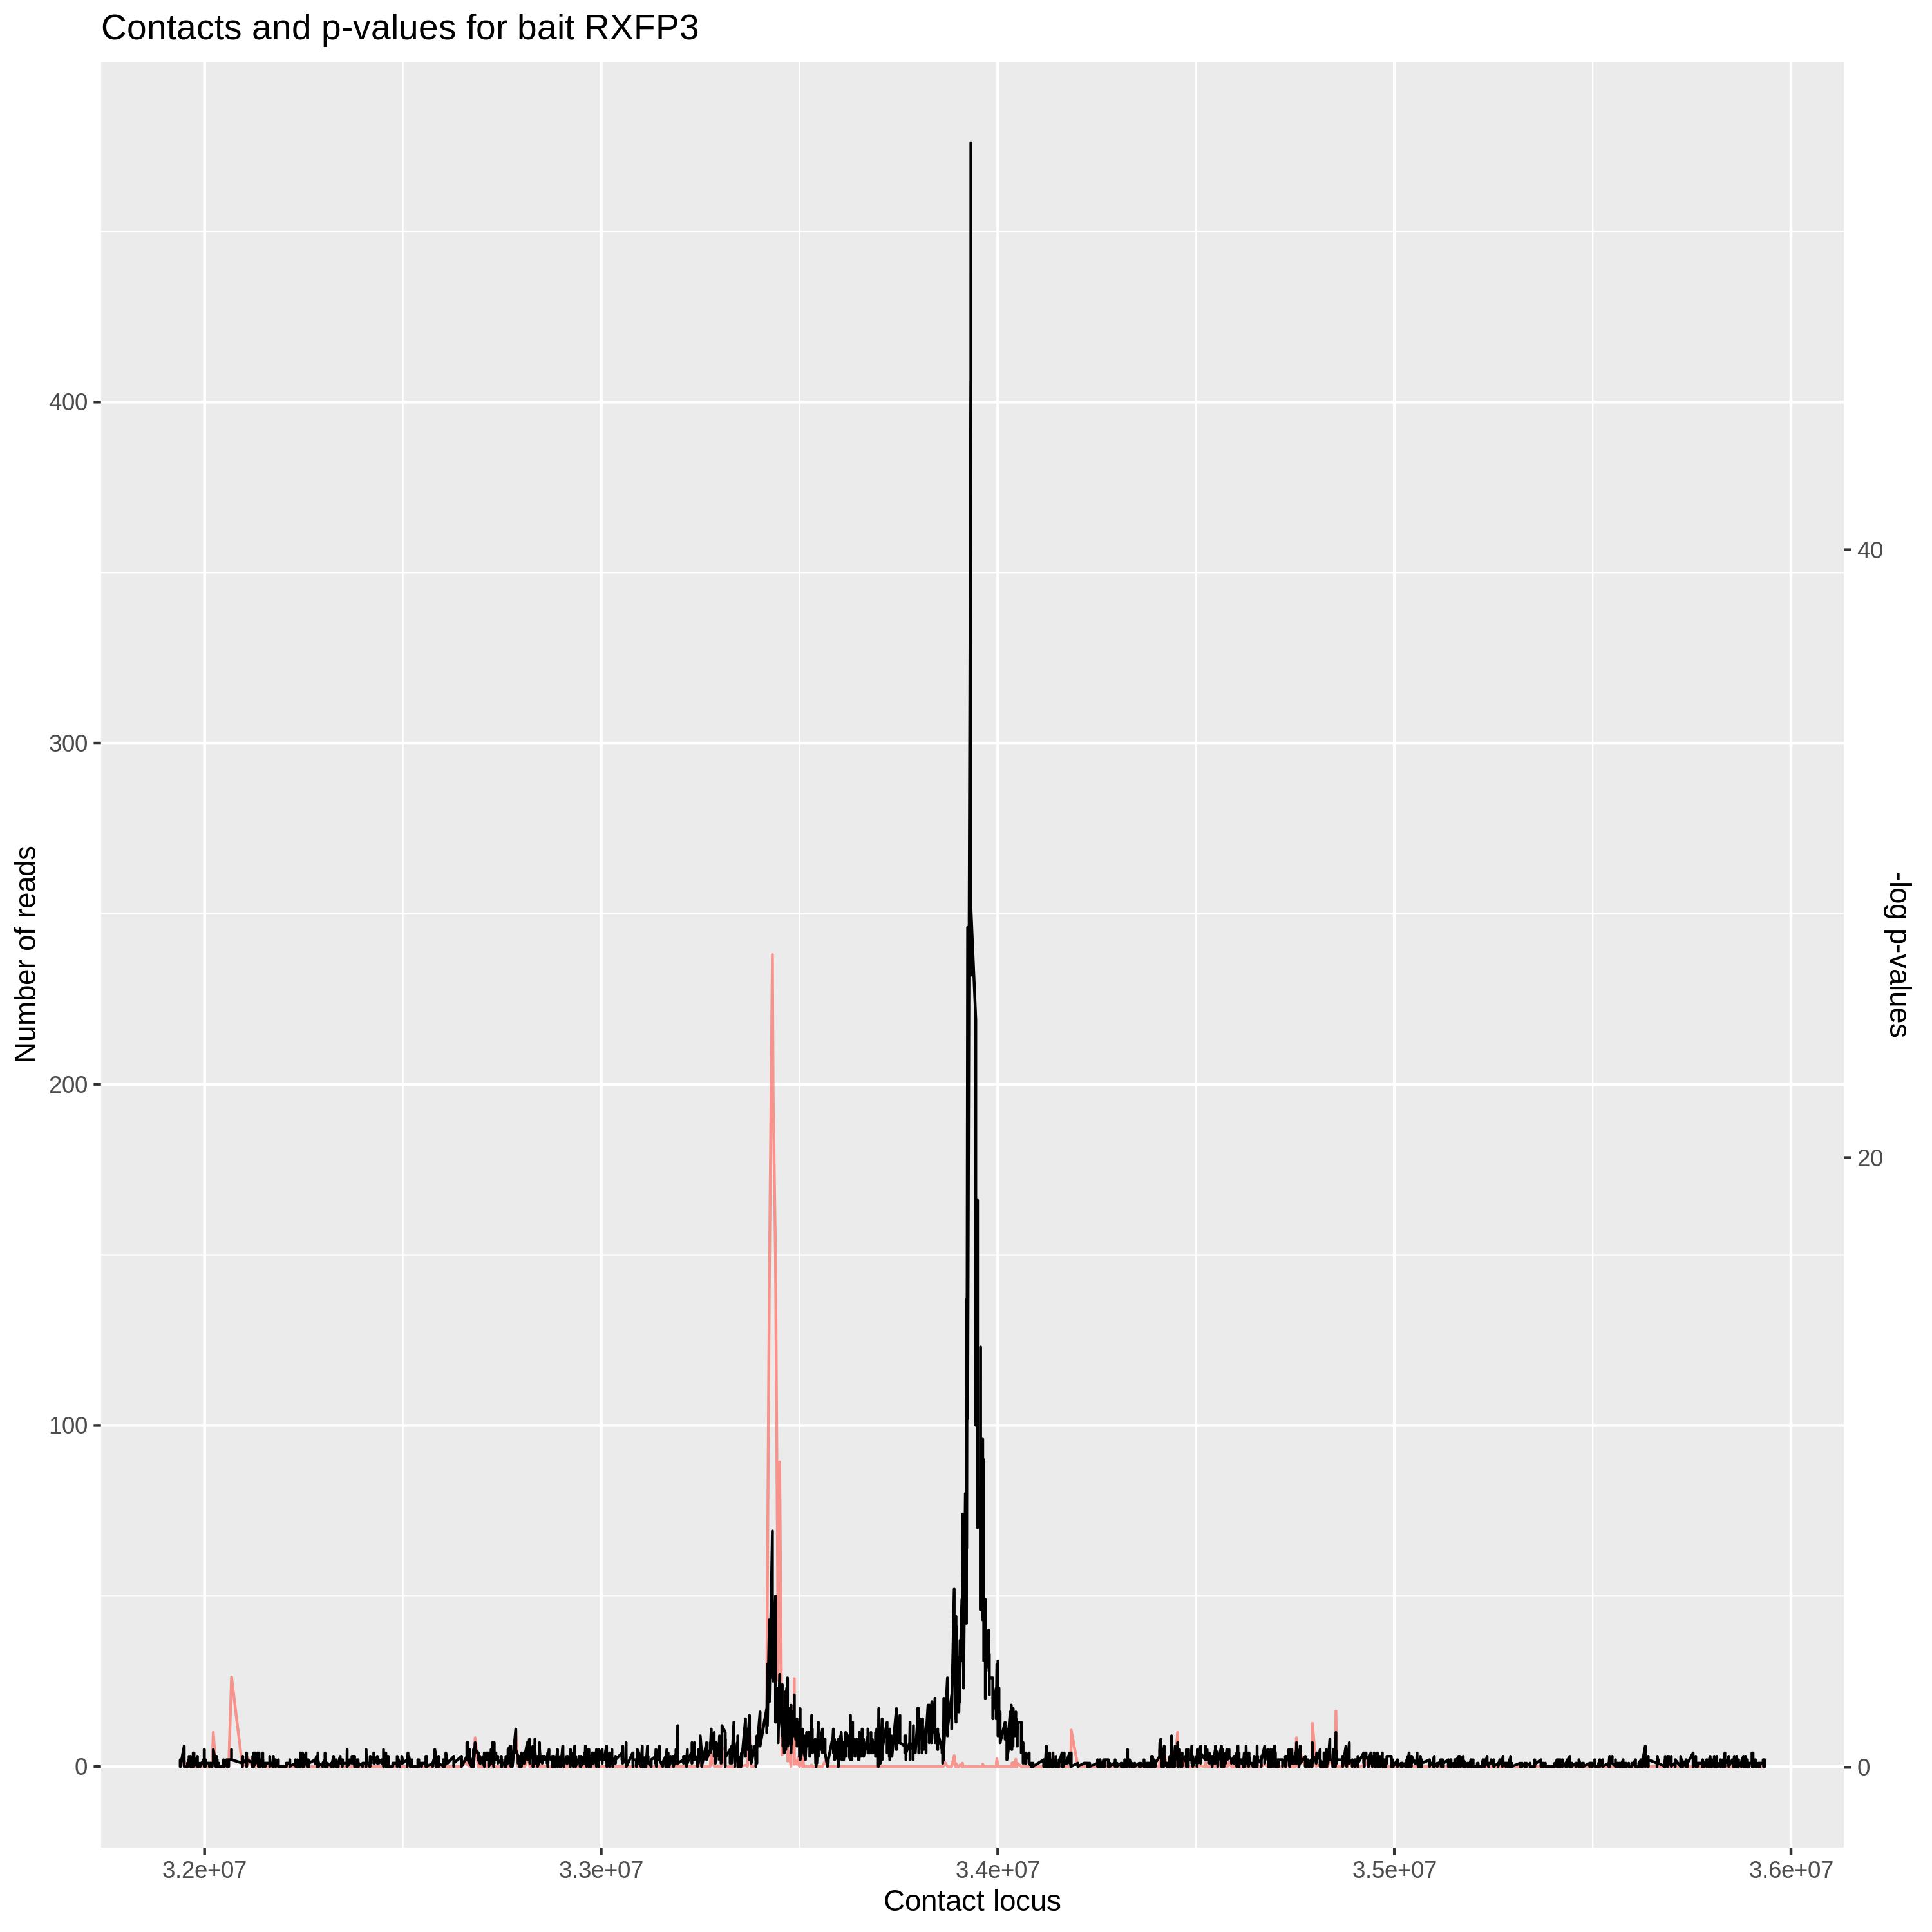 Contacts and p-values for bait RXFP3
400
300
200
100
0
Number of reads
40
20
0
-log p-values
3.2e+07
3.3e+07
3.4e+07
3.5e+07
3.6e+07
Contact locus